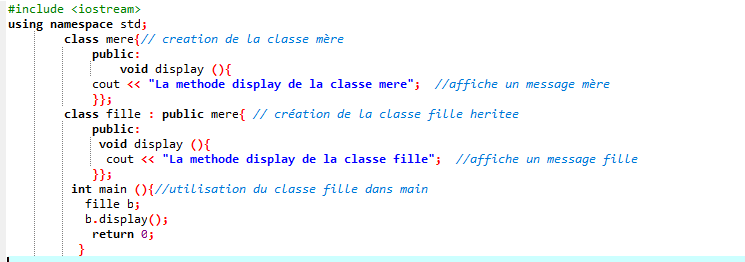 #include <iostream>
using namespace std;
class mere{// creation de la classe mère
public:
void display (){
cout << "La methode display de la classe mere";  //affiche un message mère
}};
class fille : public mere{ // création de la classe fille heritee
public:
void display (){
cout << "La methode display de la classe fille";  //affiche un message fille
}};
int main (){//utilisation du classe fille dans main
fille b;
b.display();
return 0;
}